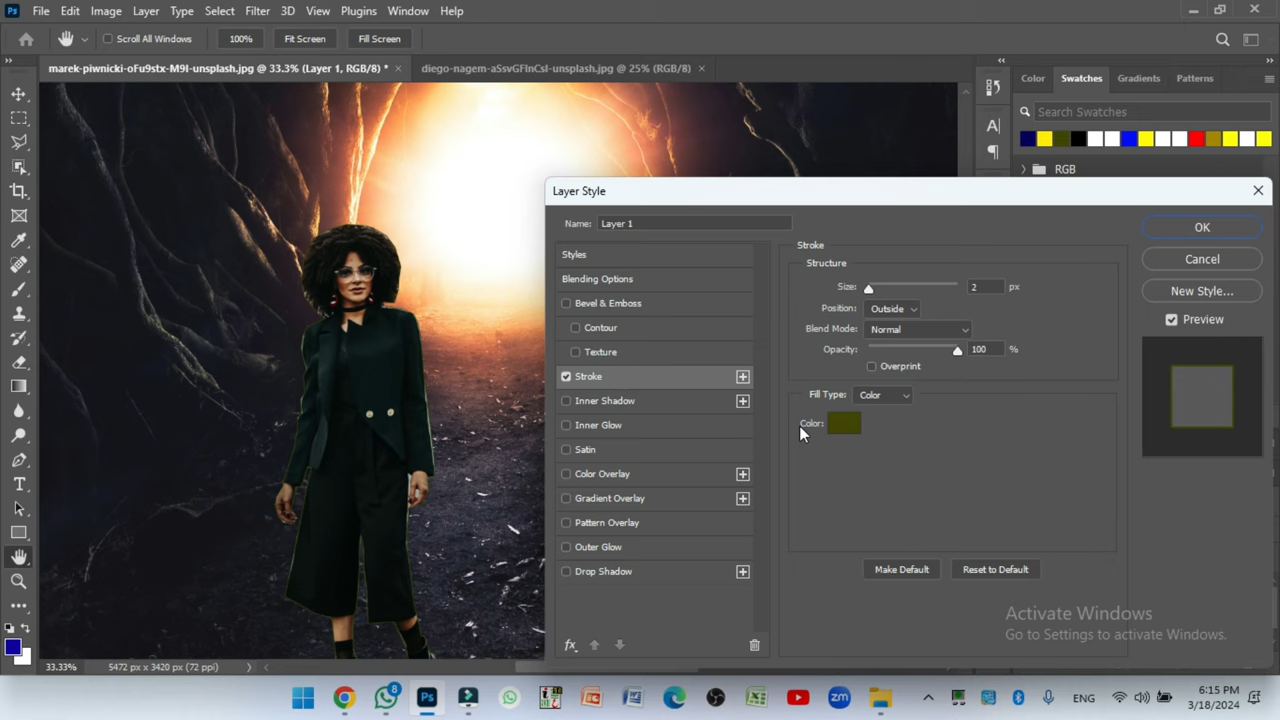 Ps File Edit Image Layer Type Select Filter 3D View Plugins Window Help
Scroll All Windows 100% Fit Screen Fill Screen
marek-piwnicki-oFu9stx-M9I-unsplash.jpg @ 33.3% (Layer 1, RGB/8) * diego-nagem-aSsvGFInCsI-unsplash.jpg @ 25% (RGB/8)
Color Swatches Gradients Patterns
Search Swatches
RGB
Layer Style
Name: Layer 1
Styles
Blending Options
Bevel & Emboss
Contour
Texture
Stroke
Inner Shadow
Inner Glow
Satin
Color Overlay
Gradient Overlay
Pattern Overlay
Outer Glow
Drop Shadow
fx
Stroke
Structure
Size: 2 px
Position: Outside
Blend Mode: Normal
Opacity: 100 %
Overprint
Fill Type: Color
Color:
Make Default Reset to Default
OK
Cancel
New Style...
Preview
Activate Windows
Go to Settings to activate Windows.
33.33% 5472 px x 3420 px (72 ppi)
8 Ps zm ENG
6:15 PM
3/18/2024